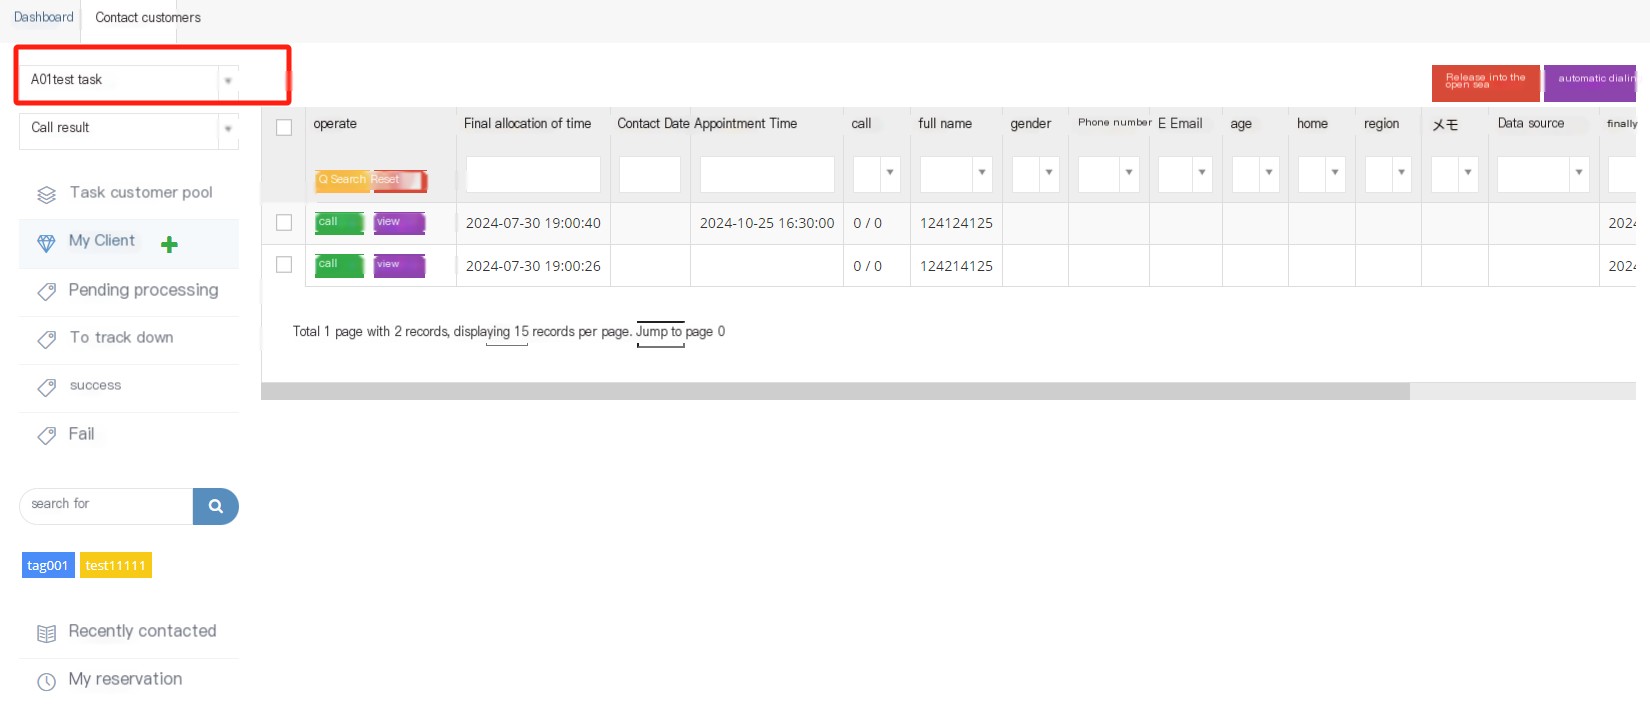 Dashboard
Contact customers
A01test task
Release into the
open sea
automatic dialin
Call result
operate
Final allocation of time
Contact Date
Appointment Time
call
full name
gender
Phone number
E Email
age
home
region
メモ
Data source
finally
Q Search
Reset
Task customer pool
My Client
Pending processing
To track down
success
Fail
call
view
2024-07-30 19:00:40
2024-10-25 16:30:00
0 / 0
124124125
2024
call
view
2024-07-30 19:00:26
0 / 0
124214125
2024
Total 1 page with 2 records, displaying 15 records per page. Jump to page 0
search for
tag001
test11111
Recently contacted
My reservation